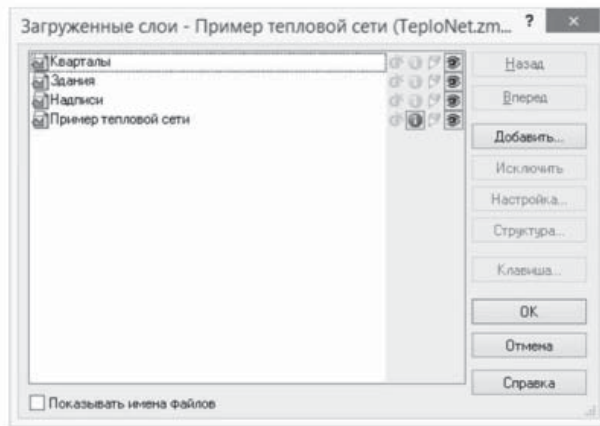 Загруженные слои - Пример тепловой сети (TeploNet.zm...
?
Кварталы
Здания
Надписи
Пример тепловой сети
Назад
Вперед
Добавить...
Исключить
Настройка...
Структура...
Клавиша...
OK
Отмена
Справка
Показывать имена файлов